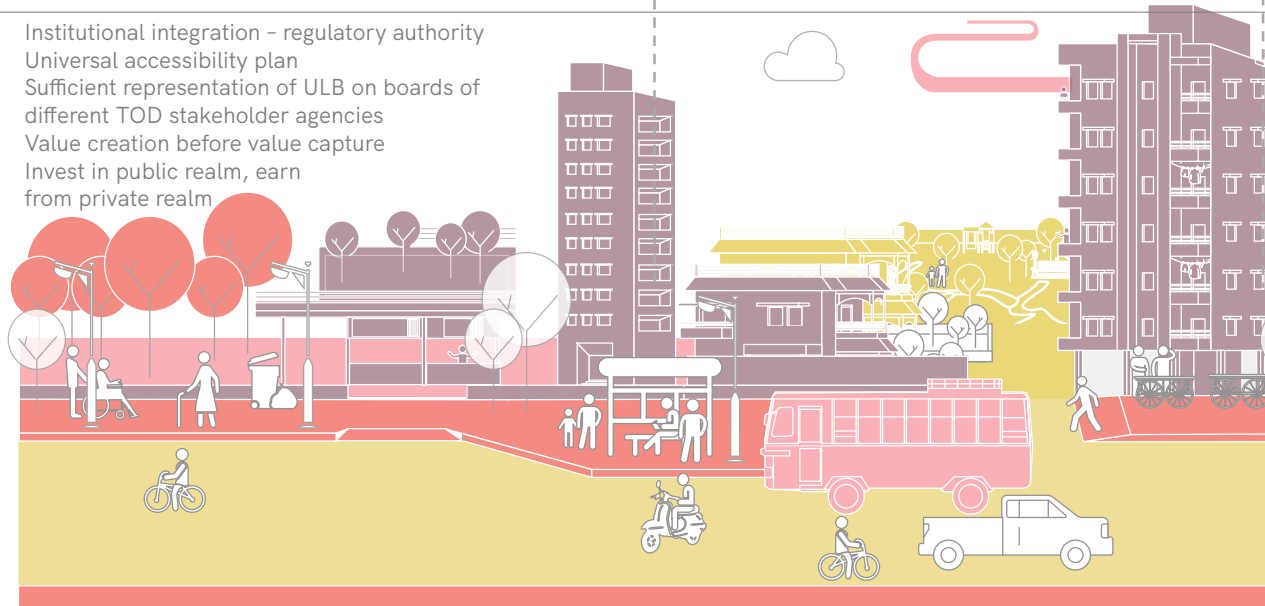 Institutional integration – regulatory authority
Universal accessibility plan
Sufficient representation of ULB on boards of
different TOD stakeholder agencies
Value creation before value capture
Invest in public realm, earn
from private realm